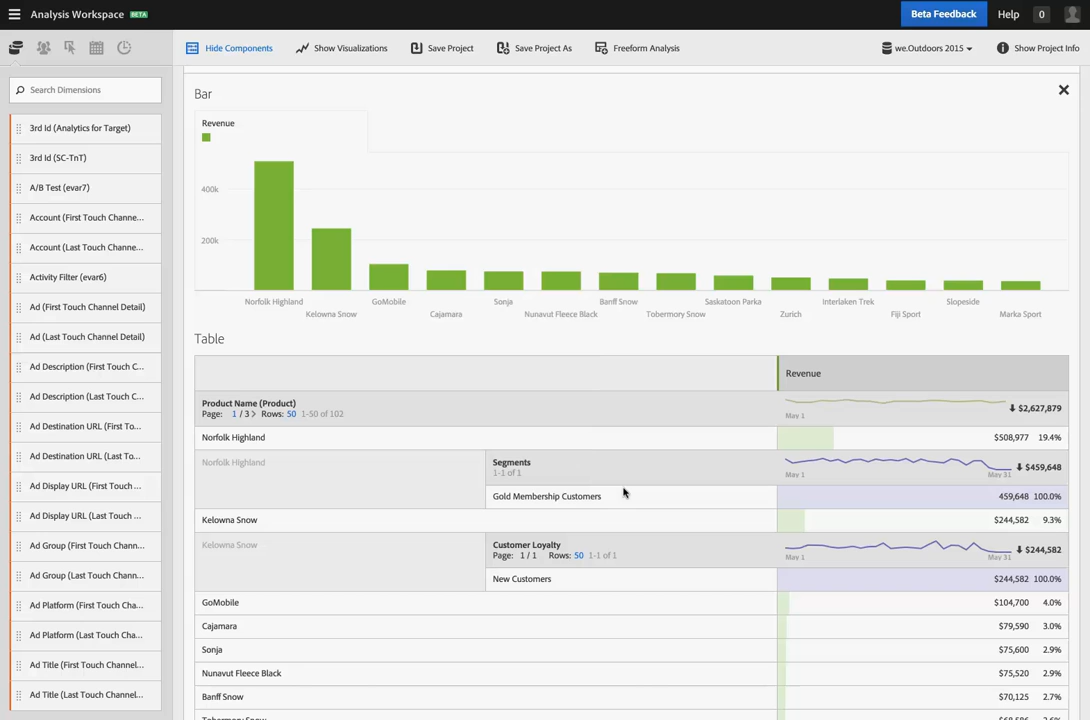 Analysis Workspace BETA
Beta Feedback Help 0
Hide Components Show Visualizations Save Project Save Project As Freeform Analysis we.Outdoors 2015 Show Project Info
Search Dimensions
3rd Id (Analytics for Target)
3rd Id (SC-TnT)
A/B Test (evar7)
Account (First Touch Channe...
Account (Last Touch Channe...
Activity Filter (evar6)
Ad (First Touch Channel Detail)
Ad (Last Touch Channel Detail)
Ad Description (First Touch C...
Ad Description (Last Touch C...
Ad Destination URL (First To...
Ad Destination URL (Last To...
Ad Display URL (First Touch ...
Ad Display URL (Last Touch ...
Ad Group (First Touch Chann...
Ad Group (Last Touch Chann...
Ad Platform (First Touch Cha...
Ad Platform (Last Touch Cha...
Ad Title (First Touch Channel...
Ad Title (Last Touch Channel...
Bar
Revenue
400k
200k
Norfolk Highland GoMobile Sonja Banff Snow Saskatoon Parka Interlaken Trek Slopeside
Kelowna Snow Cajamara Nunavut Fleece Black Tobermory Snow Zurich Fiji Sport Marka Sport
Table
Revenue
Product Name (Product)
Page: 1 / 3 > Rows: 50 1-50 of 102
May 1
$2,627,879
Norfolk Highland $508,977 19.4%
Norfolk Highland
Segments
1-1 of 1
May 1 May 31
$459,648
Gold Membership Customers 459,648 100.0%
Kelowna Snow $244,582 9.3%
Kelowna Snow
Customer Loyalty
Page: 1 / 1 Rows: 50 1-1 of 1
May 1 May 31
$244,582
New Customers $244,582 100.0%
GoMobile $104,700 4.0%
Cajamara $79,590 3.0%
Sonja $75,600 2.9%
Nunavut Fleece Black $75,520 2.9%
Banff Snow $70,125 2.7%